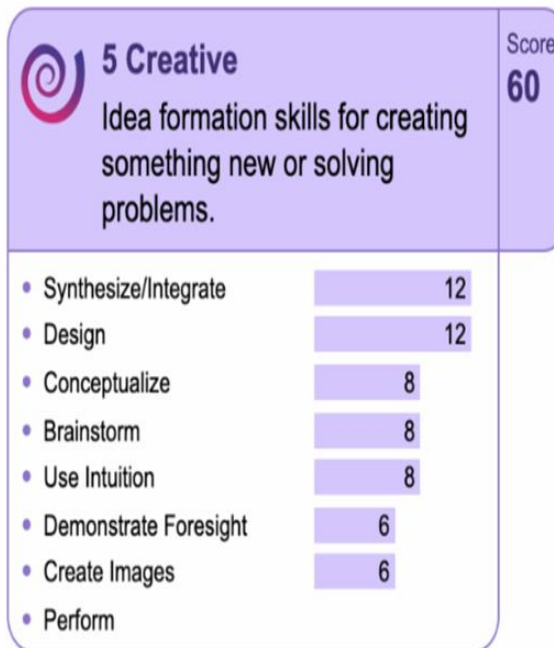 5 Creative
Idea formation skills for creating
something new or solving
problems.
Score
60
Synthesize/Integrate 12
Design 12
Conceptualize 8
Brainstorm 8
Use Intuition 8
Demonstrate Foresight 6
Create Images 6
Perform